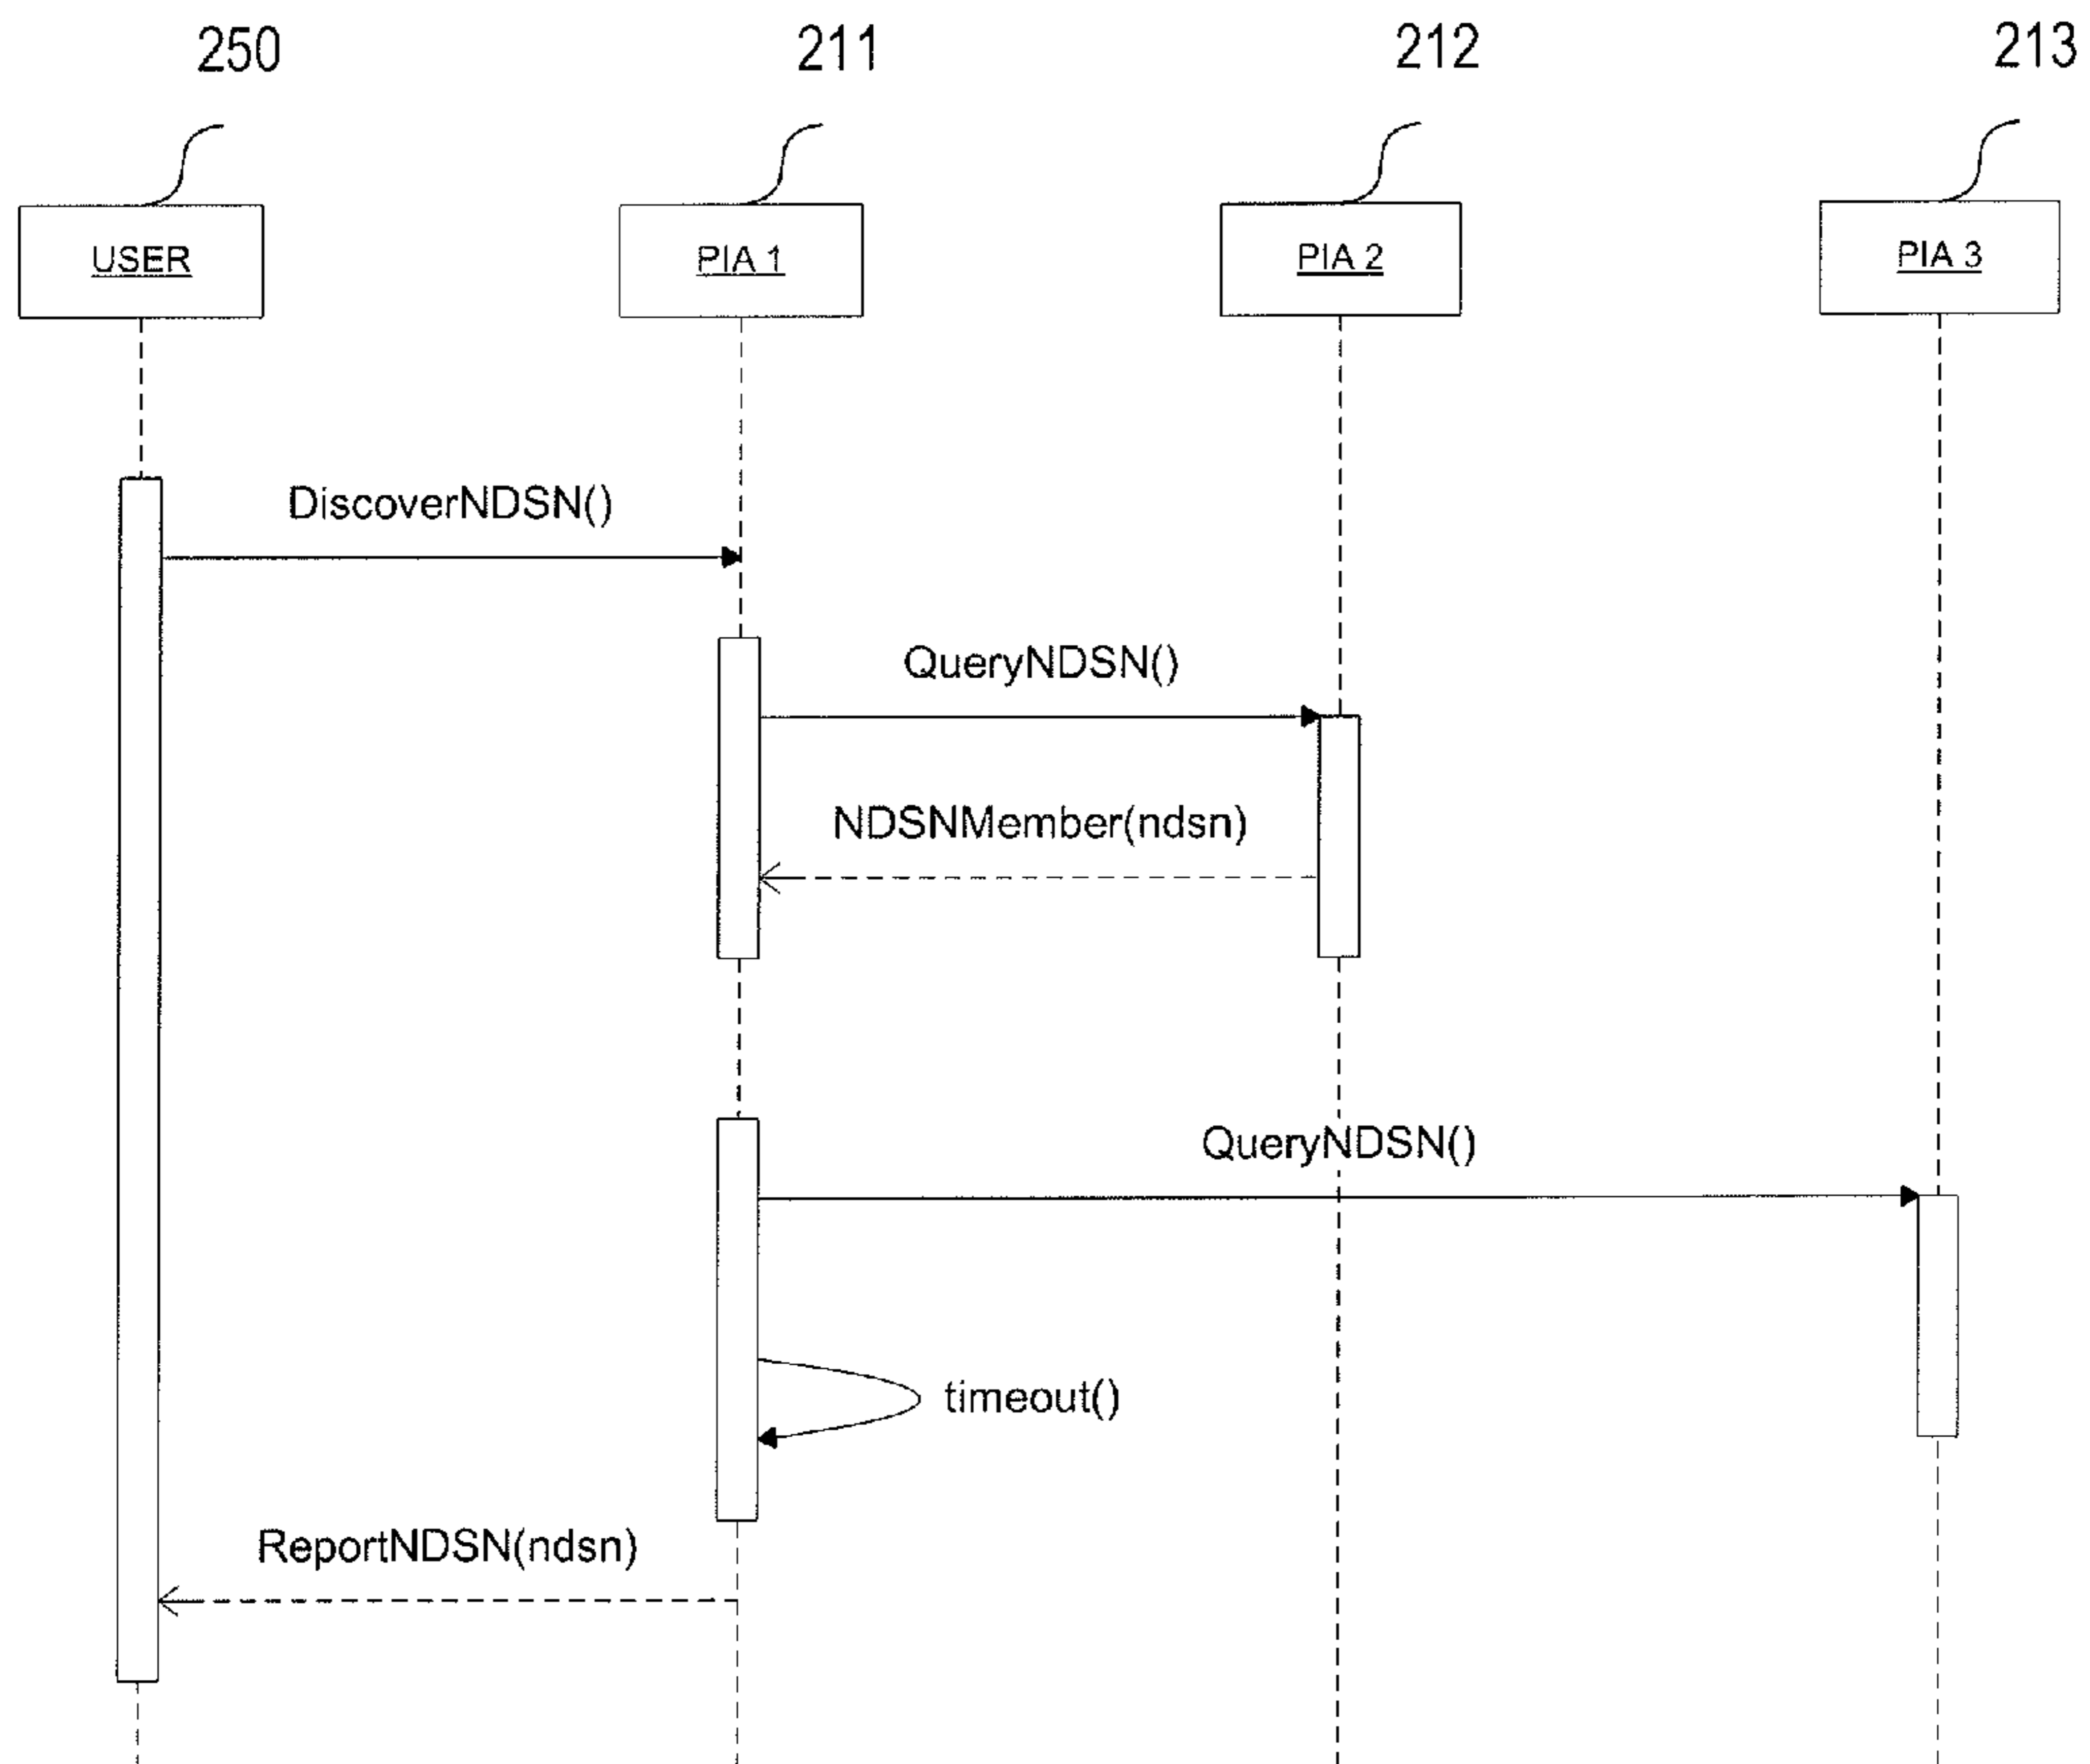 250
211
212
213
USER
PIA 1
PIA 2
PIA 3
DiscoverNDSN()
QueryNDSN()
NDSNMember(ndsn)
QueryNDSN()
timeout()
ReportNDSN(ndsn)